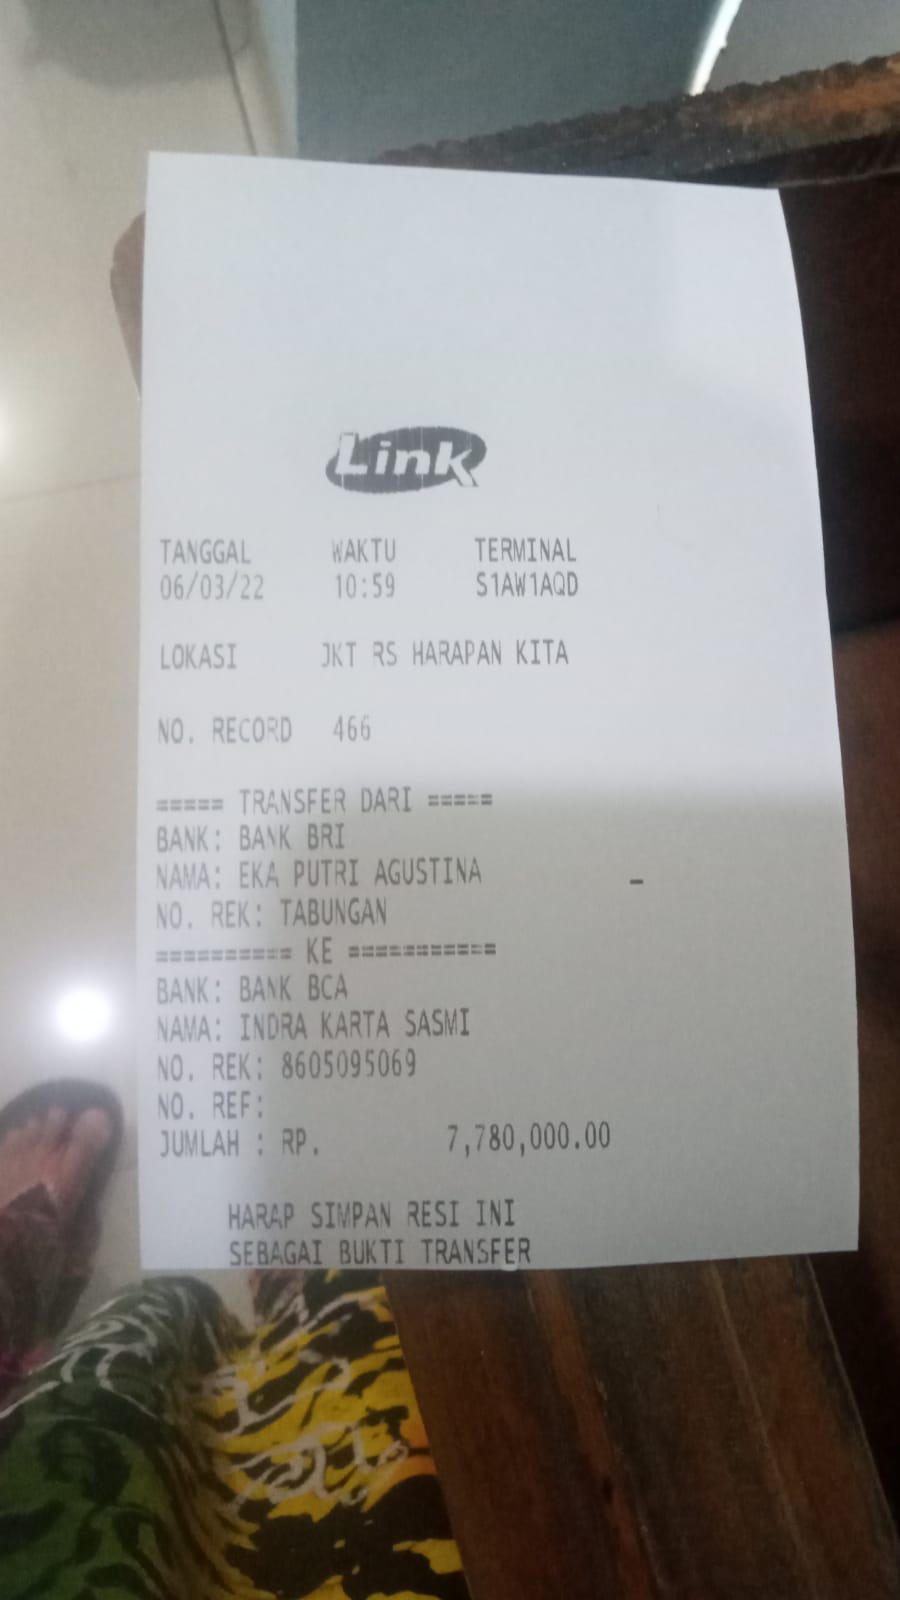 Link
TANGGAL WAKTU TERMINAL
06/03/22 10:59 S1AW1AQD
LOKASI JKT RS HARAPAN KITA
NO. RECORD 466
===== TRANSFER DARI =====
BANK: BANK BRI
NAMA: EKA PUTRI AGUSTINA
NO. REK: TABUNGAN
========== KE ===========
BANK: BANK BCA
NAMA: INDRA KARTA SASMI
NO. REK: 8605095069
NO. REF:
JUMLAH : RP. 7,780,000.00
HARAP SIMPAN RESI INI
SEBAGAI BUKTI TRANSFER